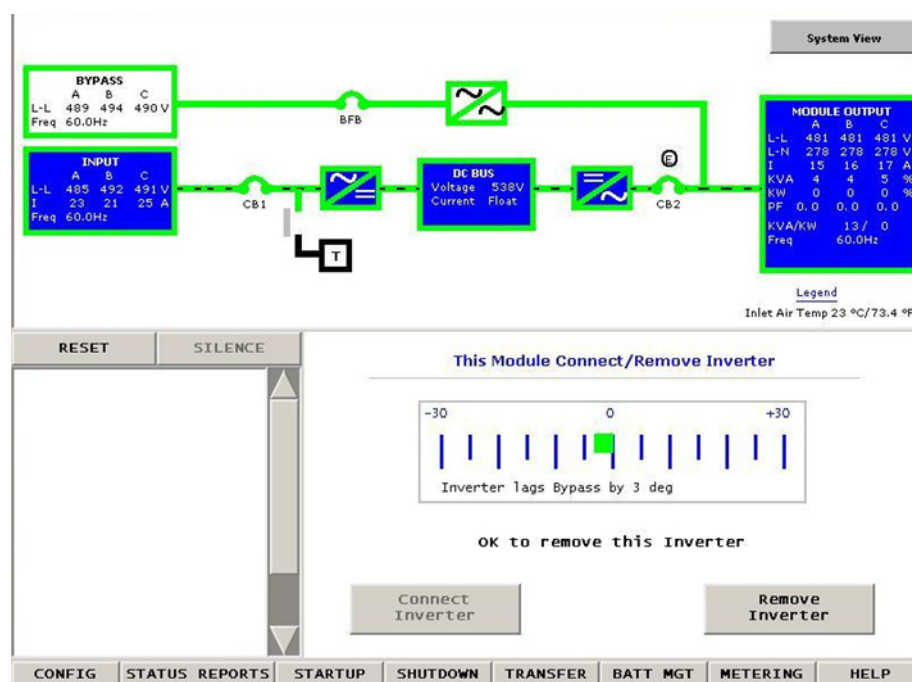 System View
BYPASS
A B C
L-L 489 494 490 V
Freq 60.0Hz
BFB
INPUT
A B C
L-L 485 492 491 V
I 23 21 25 A
Freq 60.0Hz
CB1
T
DC BUS
Voltage 538V
Current Float
E
CB2
MODULE OUTPUT
A B C
L-L 481 481 481 V
L-N 278 278 278 V
I 15 16 17 A
KVA 4 4 5 %
KW 0 0 0 %
PF 0.0 0.0 0.0
KVA/KW 13/ 0
Freq 60.0Hz
Legend
Inlet Air Temp 23 ºC/73.4 ºF
RESET SILENCE
This Module Connect/Remove Inverter
-30 0 +30
Inverter lags Bypass by 3 deg
OK to remove this Inverter
Connect
Inverter
Remove
Inverter
CONFIG STATUS REPORTS STARTUP SHUTDOWN TRANSFER BATT MGT METERING HELP